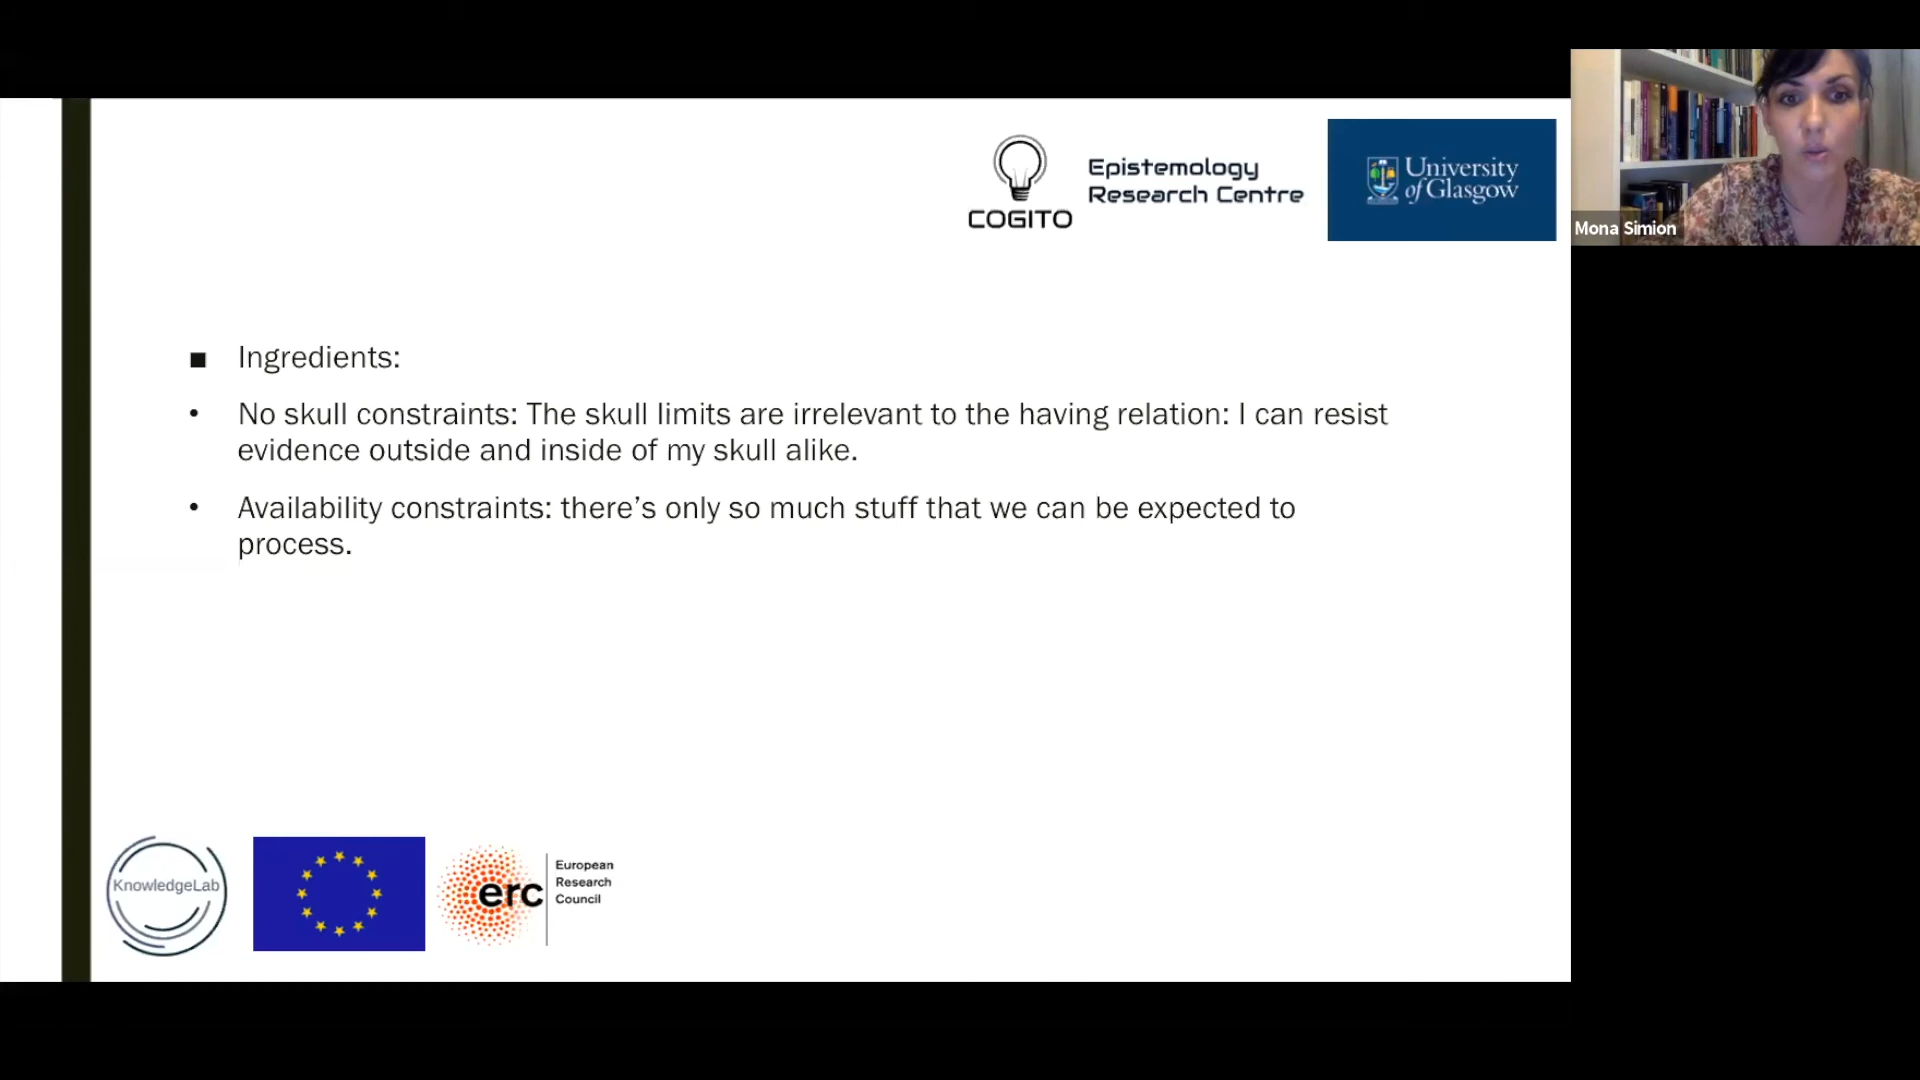 COGITO
Epistemology
Research Centre
University
of Glasgow
Mona Simion
■ Ingredients:
• No skull constraints: The skull limits are irrelevant to the having relation: I can resist
evidence outside and inside of my skull alike.
• Availability constraints: there’s only so much stuff that we can be expected to
process.
KnowledgeLab
erc
European
Research
Council